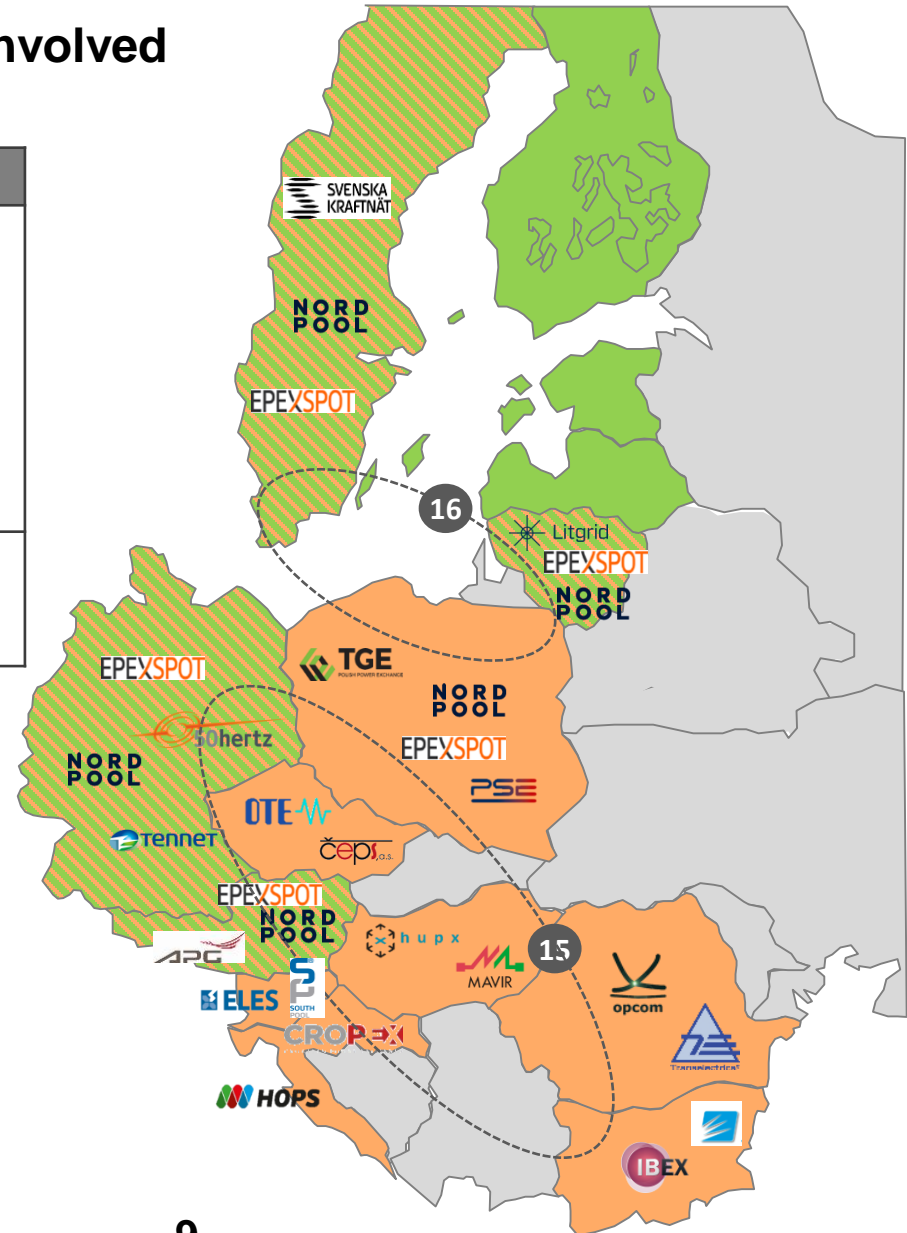 nvolved
SVENSKA
KRAFTNÄT
NORD
POOL
EPEXSPOT
16
Litgrid
EPEXSPOT
NORD
POOL
TGE
POLISH POWER EXCHANGE
EPEXSPOT
NORD
POOL
50hertz
EPEXSPOT
NORD
POOL
PSE
OTE
TENNET
čeps,a.s.
EPEXSPOT
NORD
POOL
hupx
APG
15
MAVIR
ELES
SP
SOUTH
POOL
opcom
CROPEX
Transelectrica
HOPS
IBEX
9